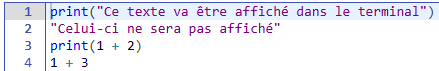 1 print("Ce texte va être affiché dans le terminal")
2 "Celui-ci ne sera pas affiché"
3 print(1 + 2)
4 1 + 3